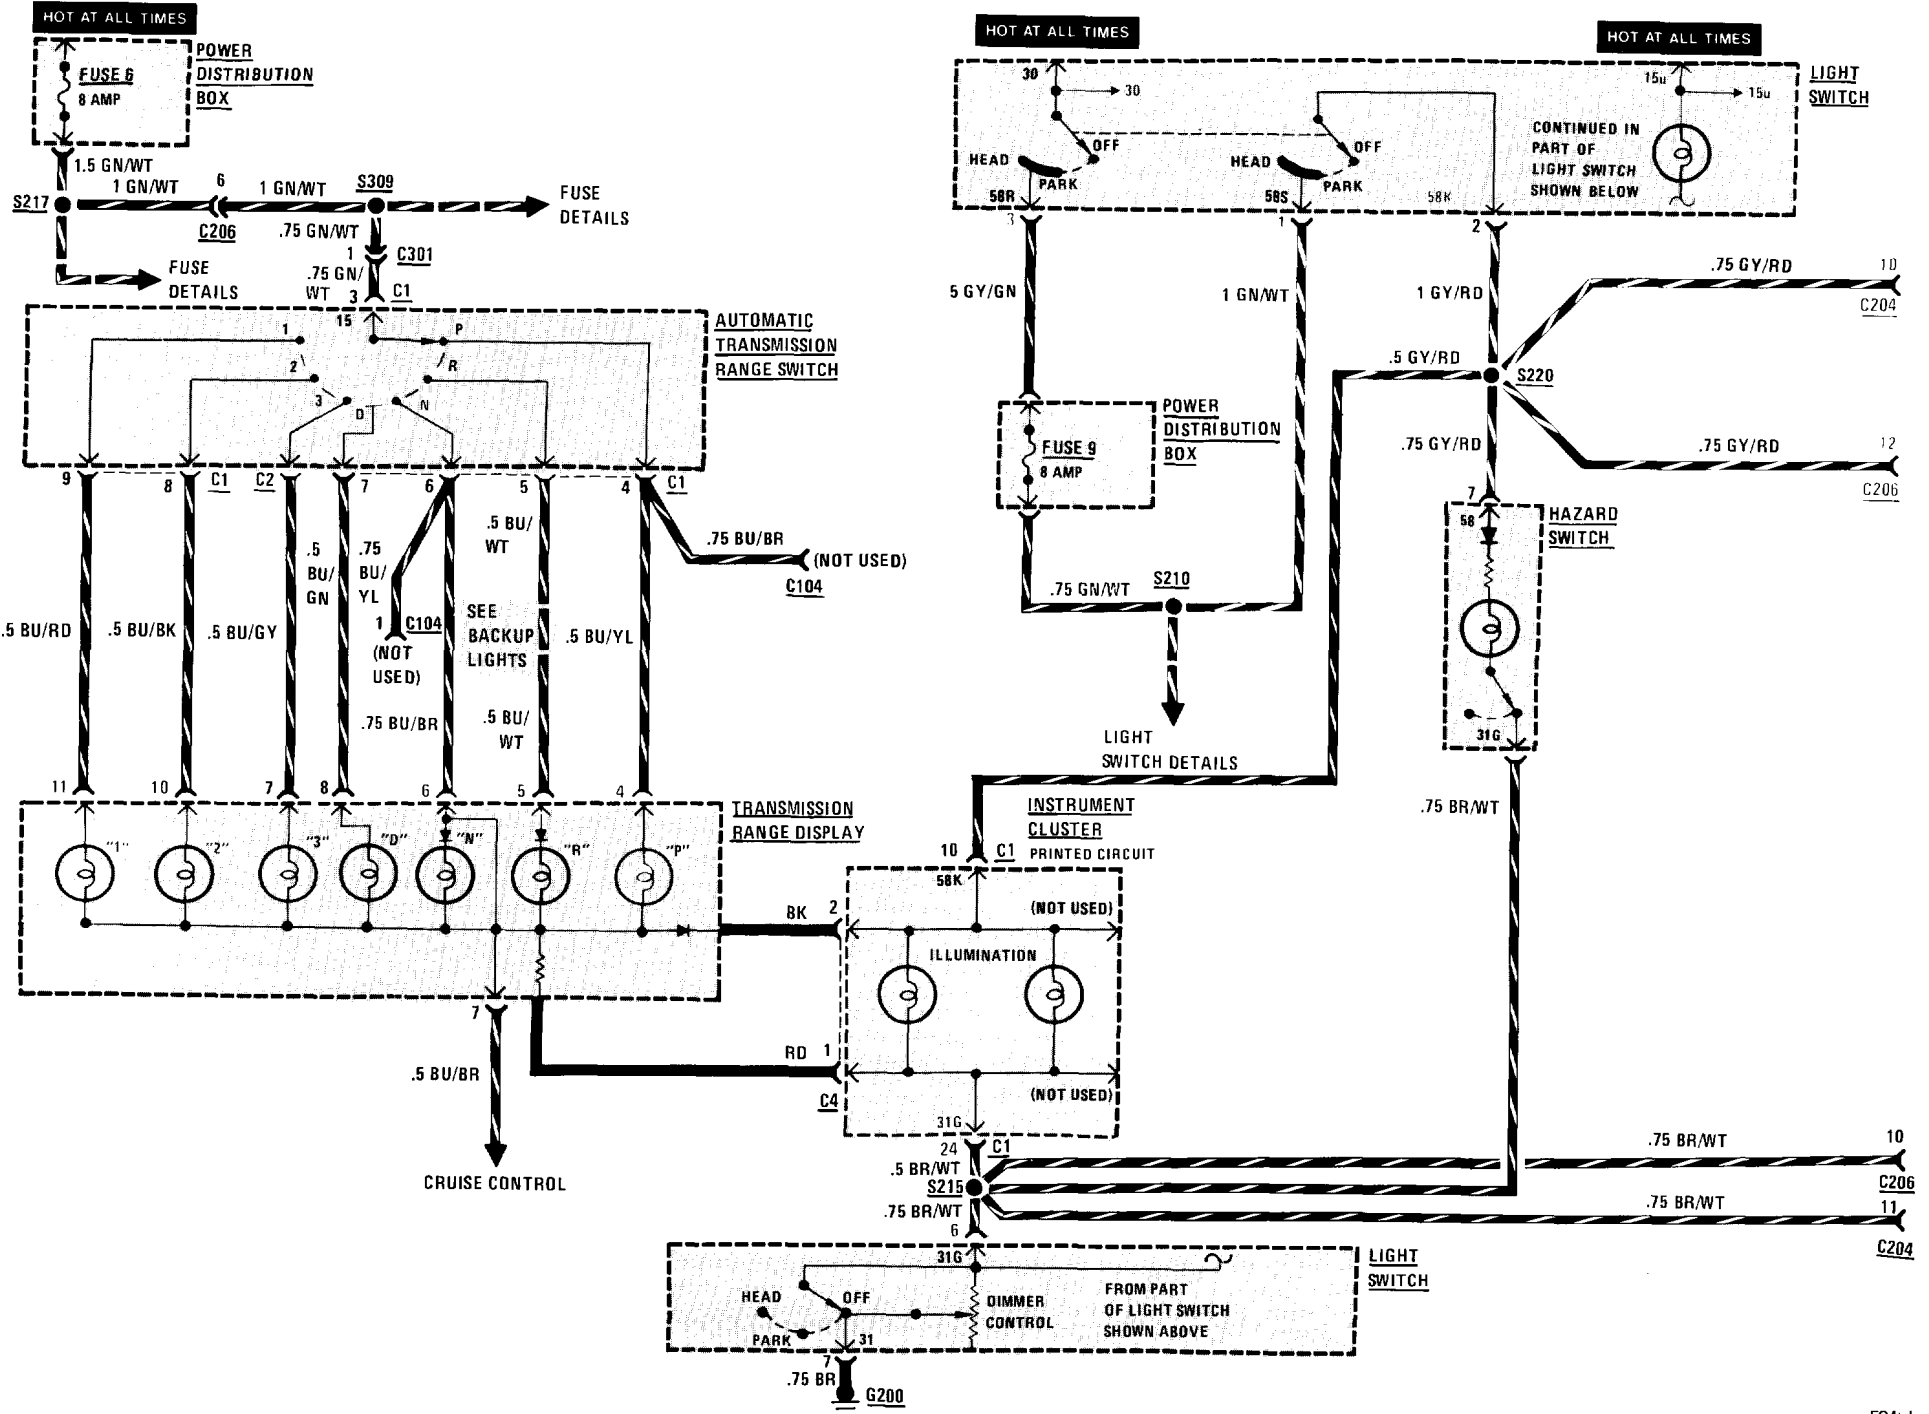 HOT AT ALL TIMES
POWER
DISTRIBUTION
BOX
FUSE 6
8 AMP
1.5 GN/WT
1 GN/WT
6
1 GN/WT
S309
S217
C206
FUSE
DETAILS
.75 GN/WT
1
C301
FUSE
DETAILS
.75 GN/
WT
3
C1
15
AUTOMATIC
TRANSMISSION
RANGE SWITCH
1
2
3
D
N
R
P
9
8
C1
C2
7
6
5
4
C1
.5 BU/RD
.5 BU/BK
.5 BU/GY
.5
BU/
GN
.75
BU/
YL
1
C104
(NOT
USED)
.75 BU/BR
SEE
BACKUP
LIGHTS
.5 BU/
WT
.5 BU/
WT
.5 BU/YL
.75 BU/BR
(NOT USED)
C104
11
10
7
8
6
5
4
TRANSMISSION
RANGE DISPLAY
"1"
"2"
"3"
"D"
"N"
"R"
"P"
7
.5 BU/BR
CRUISE CONTROL
BK
2
RD
1
C4
HOT AT ALL TIMES
HOT AT ALL TIMES
LIGHT
SWITCH
30
30
OFF
HEAD
PARK
58R
OFF
HEAD
PARK
58S
58K
15u
15u
CONTINUED IN
PART OF
LIGHT SWITCH
SHOWN BELOW
3
1
2
5 GY/GN
1 GN/WT
1 GY/RD
.75 GY/RD
10
C204
.5 GY/RD
S220
.75 GY/RD
.75 GY/RD
12
C206
POWER
DISTRIBUTION
BOX
FUSE 9
8 AMP
.75 GN/WT
S210
LIGHT
SWITCH DETAILS
7
HAZARD
SWITCH
58
31G
.75 BR/WT
INSTRUMENT
CLUSTER
PRINTED CIRCUIT
10
C1
58K
(NOT USED)
ILLUMINATION
(NOT USED)
31G
24
C1
.5 BR/WT
S215
.75 BR/WT
6
.75 BR/WT
10
C206
.75 BR/WT
11
C204
31G
LIGHT
SWITCH
HEAD
OFF
PARK
31
DIMMER
CONTROL
FROM PART
OF LIGHT SWITCH
SHOWN ABOVE
7
.75 BR
G200